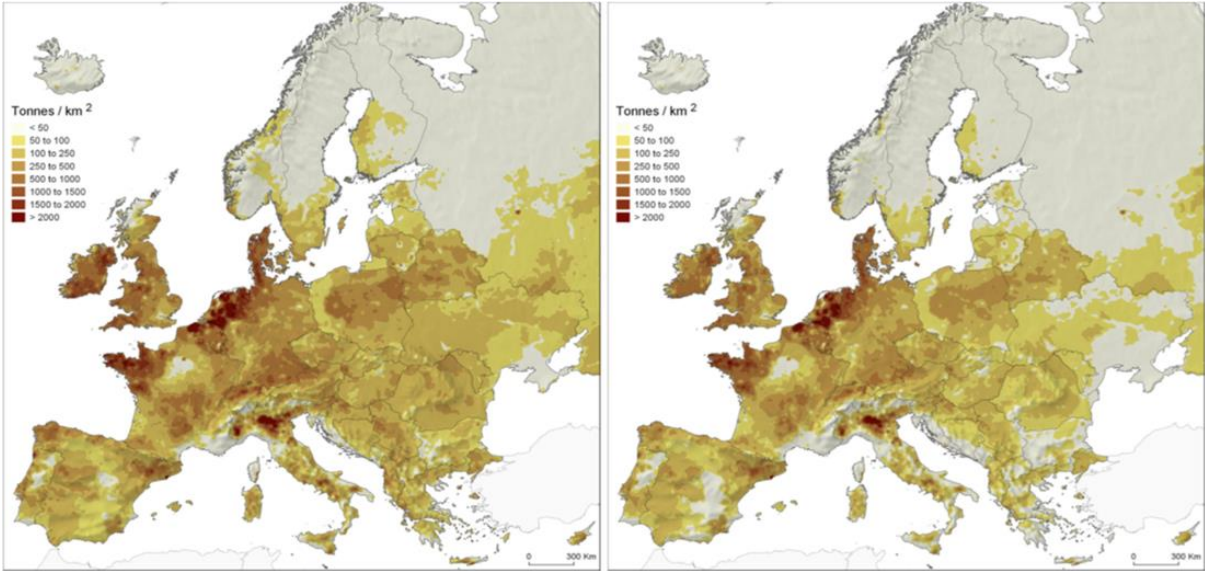 Tonnes / km 2
< 50
50 to 100
100 to 250
250 to 500
500 to 1000
1000 to 1500
1500 to 2000
> 2000
0 300 Km
Tonnes / km 2
< 50
50 to 100
100 to 250
250 to 500
500 to 1000
1000 to 1500
1500 to 2000
> 2000
0 300 Km